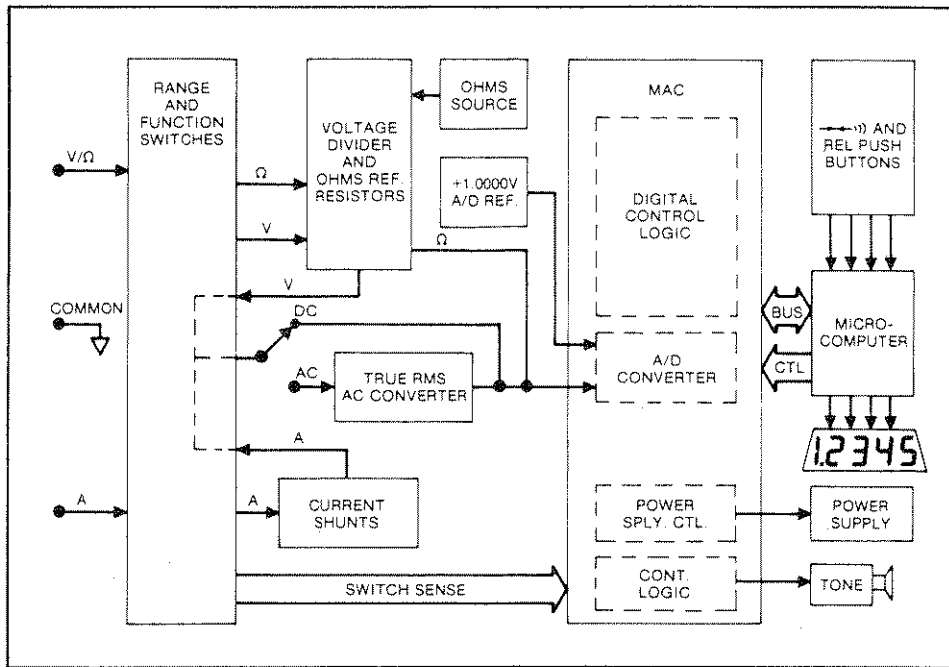 RANGE
AND
FUNCTION
SWITCHES
V/Ω
COMMON
A
Ω
V
V
DC
AC
A
A
VOLTAGE
DIVIDER
AND
OHMS REF.
RESISTORS
OHMS
SOURCE
+1.0000V
A/D REF.
Ω
TRUE RMS
AC CONVERTER
CURRENT
SHUNTS
SWITCH SENSE
MAC
DIGITAL
CONTROL
LOGIC
A/D
CONVERTER
POWER
SPLY. CTL.
CONT.
LOGIC
AND
REL PUSH
BUTTONS
BUS
CTL
MICRO-
COMPUTER
1.2345
POWER
SUPPLY
TONE